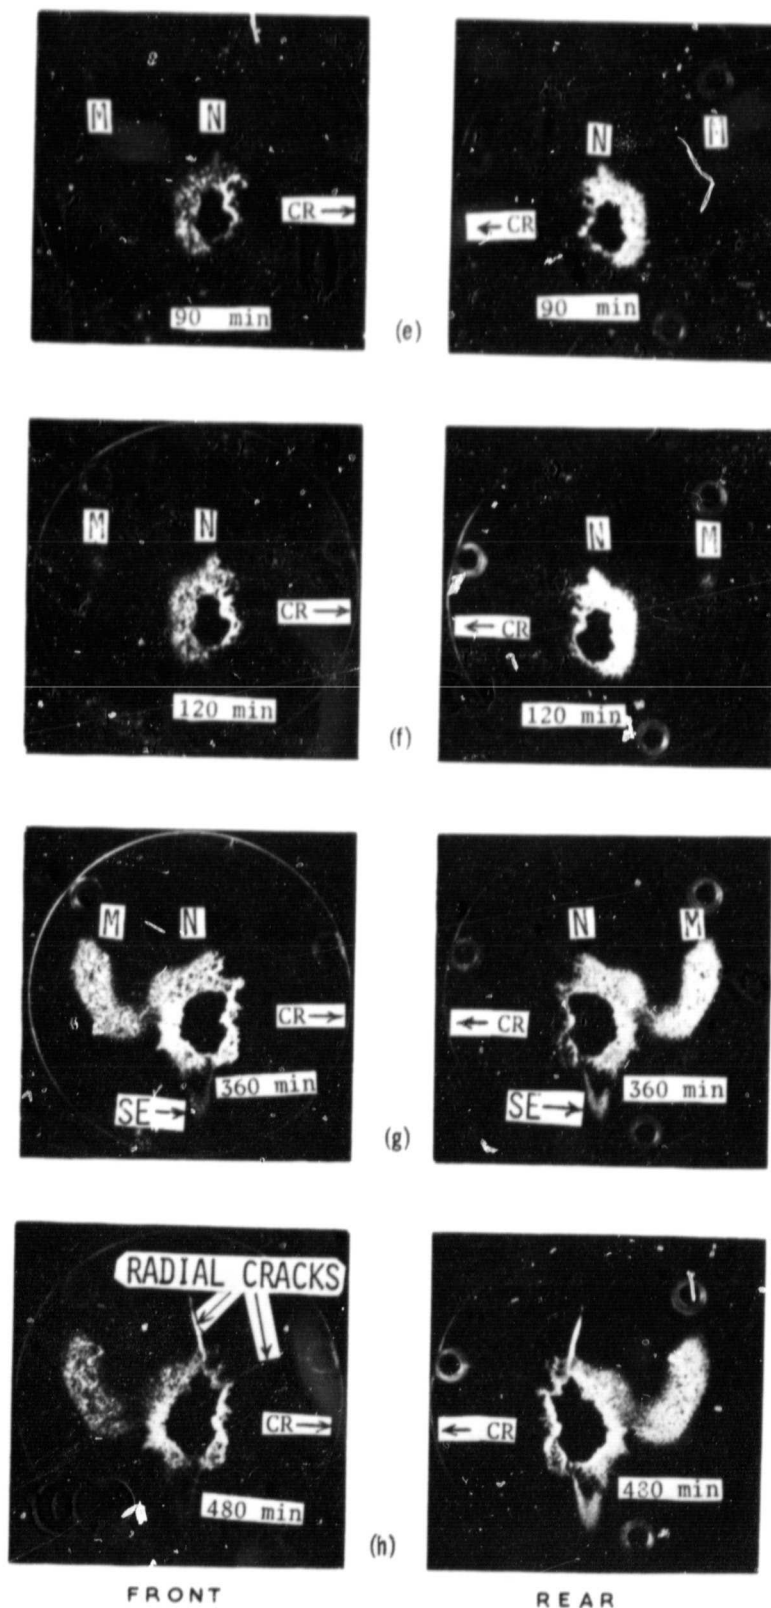 M N
CR →
90 min
N M
← CR
90 min
(e)
M N
CR →
120 min
N M
← CR
120 min
(f)
M N
CR →
360 min
SE →
N M
← CR
360 min
SE →
(g)
RADIAL CRACKS
CR →
480 min
← CR
480 min
(h)
FRONT
REAR